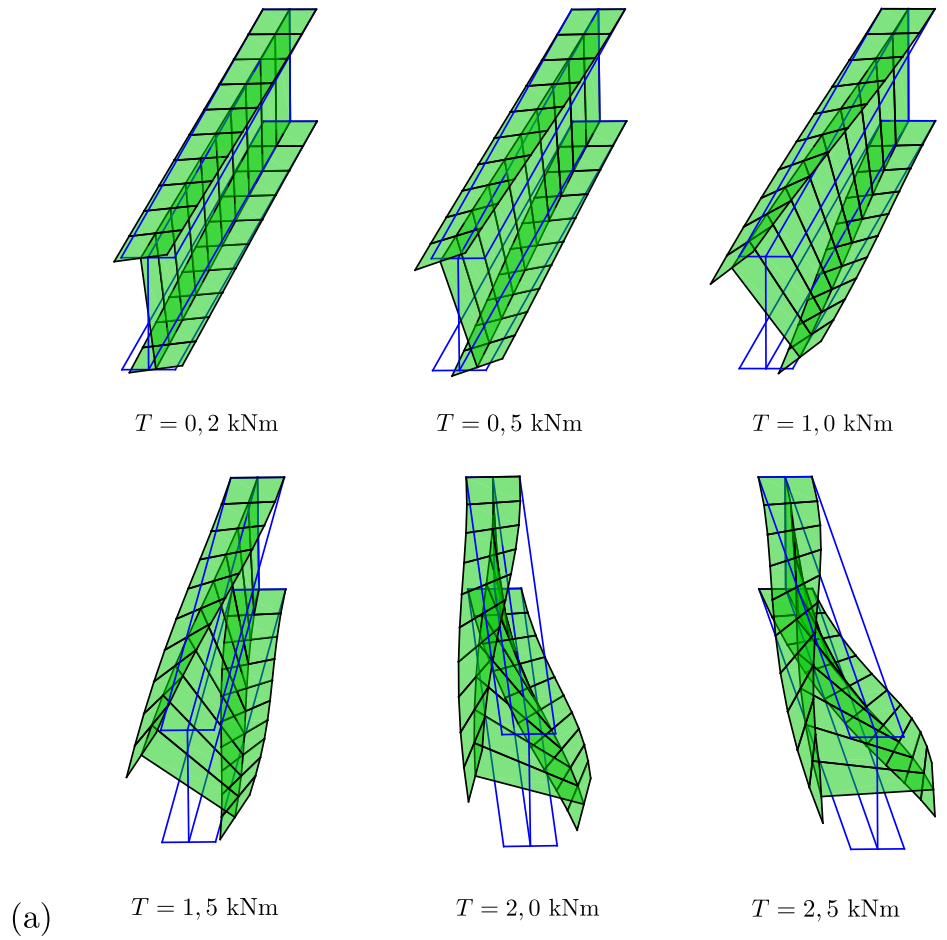 T = 0, 2 kNm
T = 0, 5 kNm
T = 1, 0 kNm
T = 1, 5 kNm
T = 2, 0 kNm
T = 2, 5 kNm
(a)